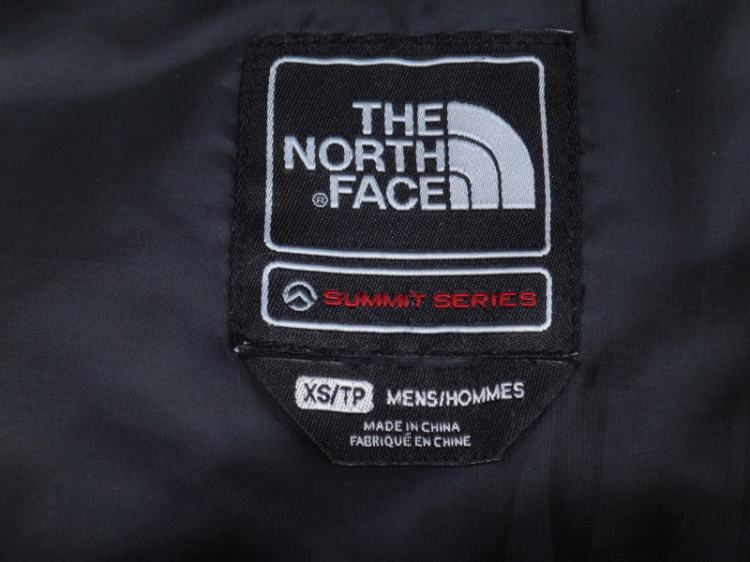 THE
NORTH
® FACE
SUMMIT SERIES
XS/TP MENS/HOMMES
MADE IN CHINA
FABRIQUÉ EN CHINE